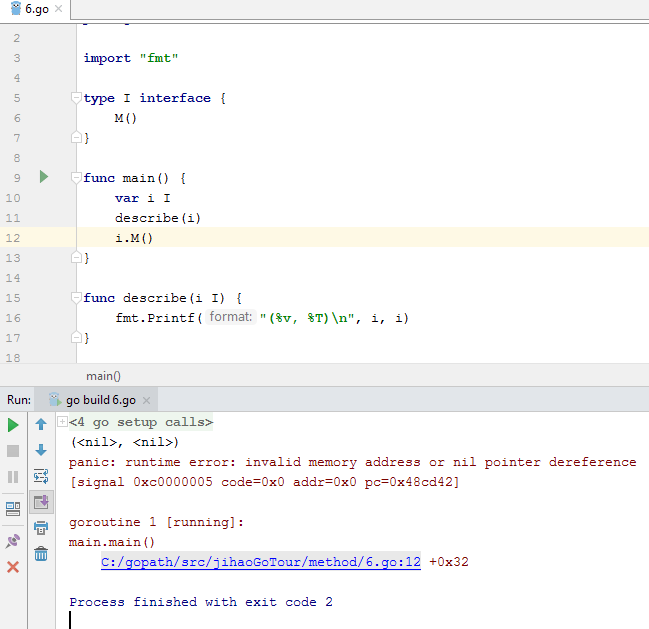 6.go
2
3 import "fmt"
4
5 type I interface {
6 M()
7 }
8
9 func main() {
10 var i I
11 describe(i)
12 i.M()
13 }
14
15 func describe(i I) {
16 fmt.Printf( format: "(%v, %T)\n", i, i)
17 }
18
main()
Run: go build 6.go
<4 go setup calls>
(<nil>, <nil>)
panic: runtime error: invalid memory address or nil pointer dereference
[signal 0xc0000005 code=0x0 addr=0x0 pc=0x48cd42]
goroutine 1 [running]:
main.main()
C:/gopath/src/jihaoGoTour/method/6.go:12 +0x32
Process finished with exit code 2